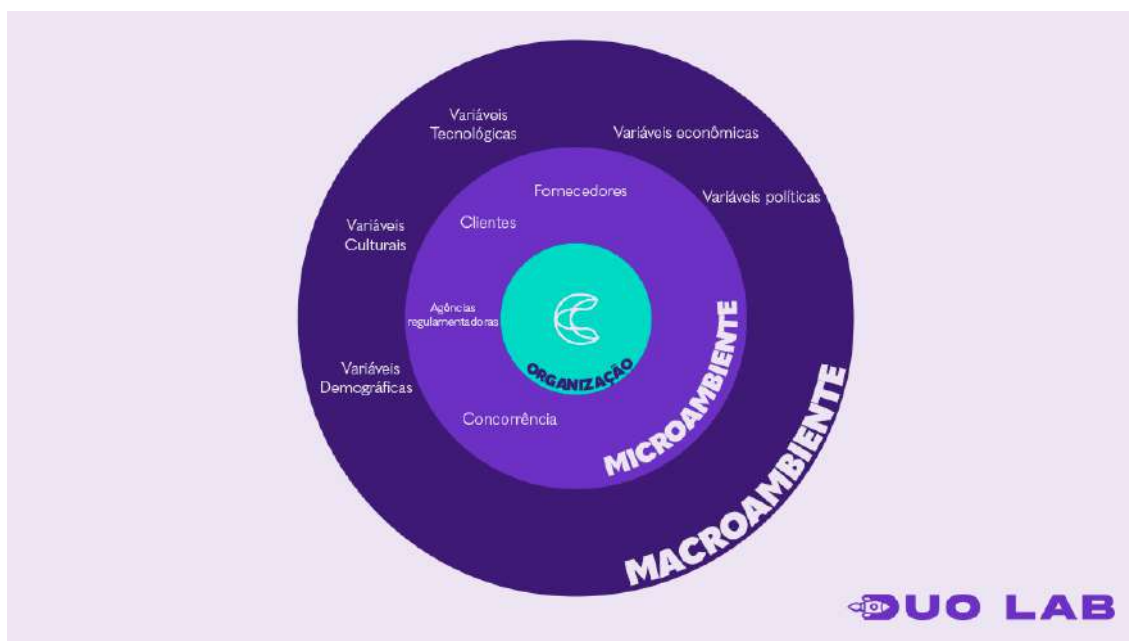 Variáveis
Tecnológicas
Variáveis econômicas
Fornecedores
Variáveis políticas
Clientes
Variáveis
Culturais
Agências
regulamentadoras
ORGANIZAÇÃO
Variáveis
Demográficas
Concorrência
MICROAMBIENTE
MACROAMBIENTE
DUO LAB